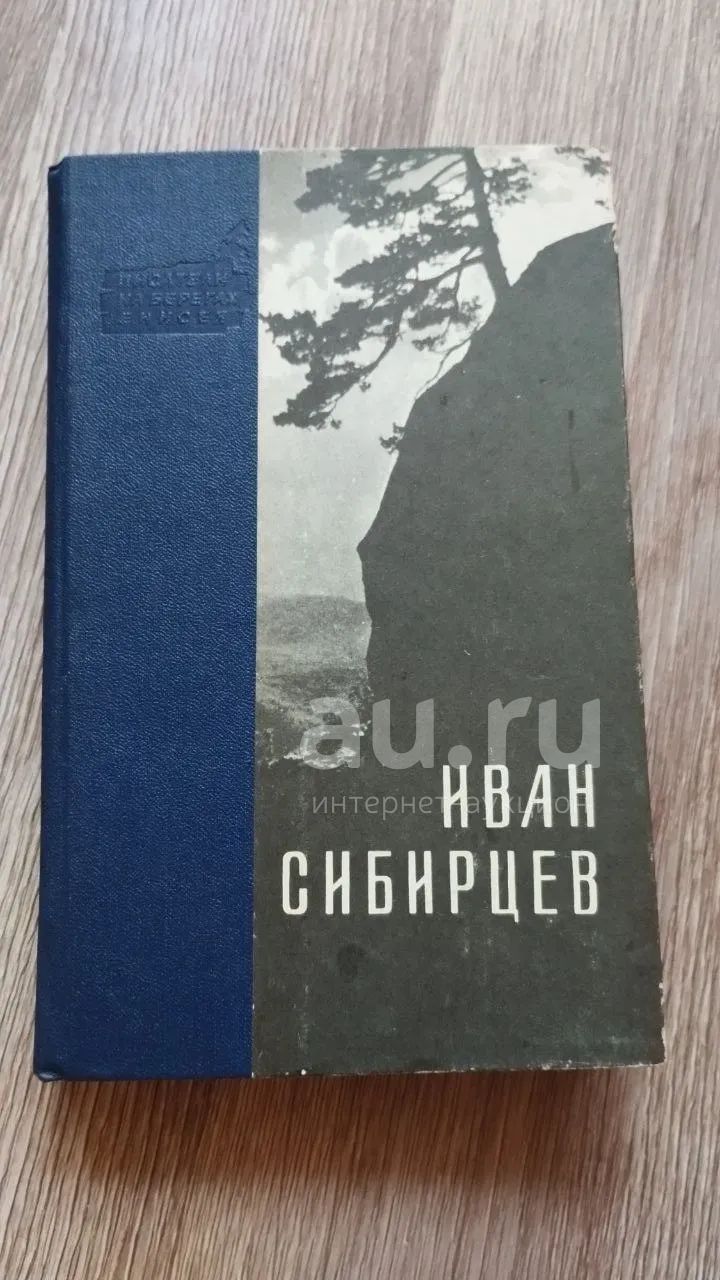 ПИСАТЕЛИ
НА БЕРЕГАХ
ЕНИСЕЯ
au.ru
интернет-аукцион
ИВАН
СИБИРЦЕВ